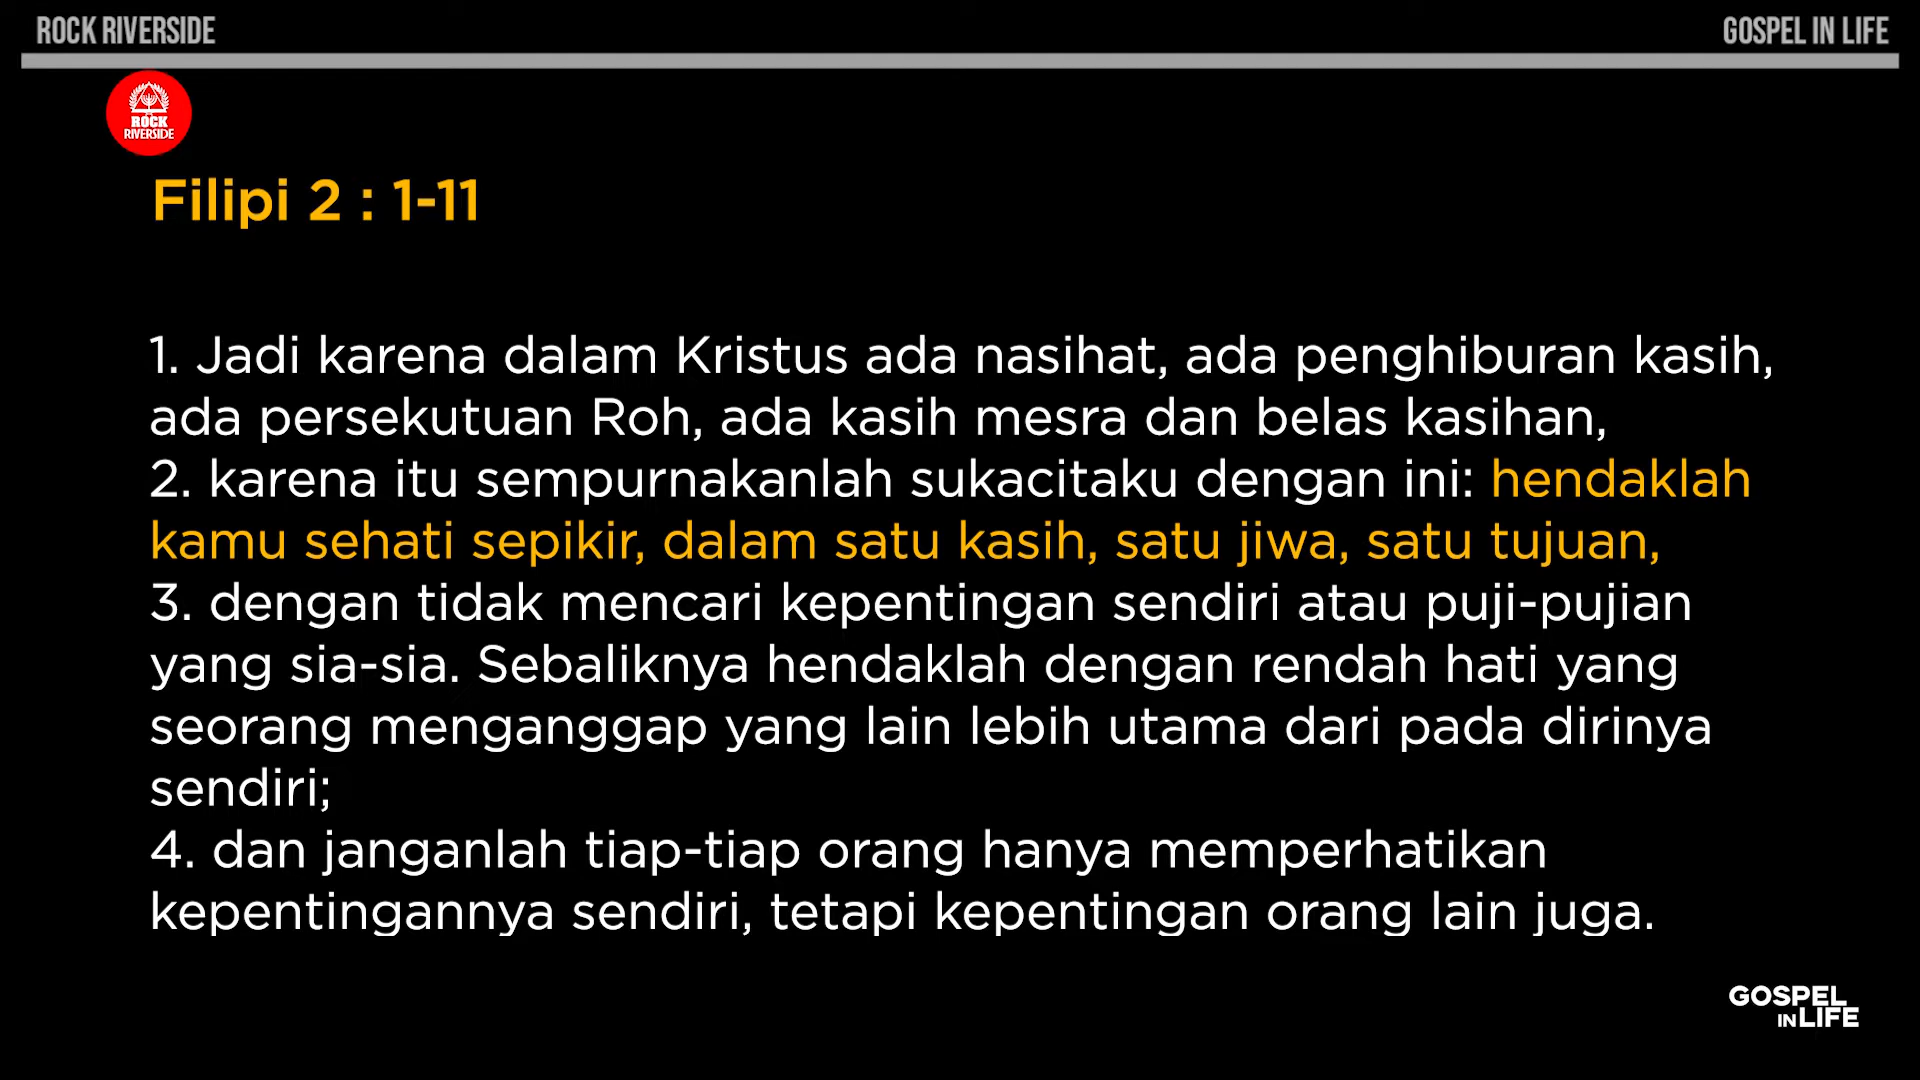 ROCK RIVERSIDE
GOSPEL IN LIFE
ROCK
RIVERSIDE
Filipi 2 : 1-11
1. Jadi karena dalam Kristus ada nasihat, ada penghiburan kasih,
ada persekutuan Roh, ada kasih mesra dan belas kasihan,
2. karena itu sempurnakanlah sukacitaku dengan ini: hendaklah
kamu sehati sepikir, dalam satu kasih, satu jiwa, satu tujuan,
3. dengan tidak mencari kepentingan sendiri atau puji-pujian
yang sia-sia. Sebaliknya hendaklah dengan rendah hati yang
seorang menganggap yang lain lebih utama dari pada dirinya
sendiri;
4. dan janganlah tiap-tiap orang hanya memperhatikan
kepentingannya sendiri, tetapi kepentingan orang lain juga.
GOSPEL
IN LIFE